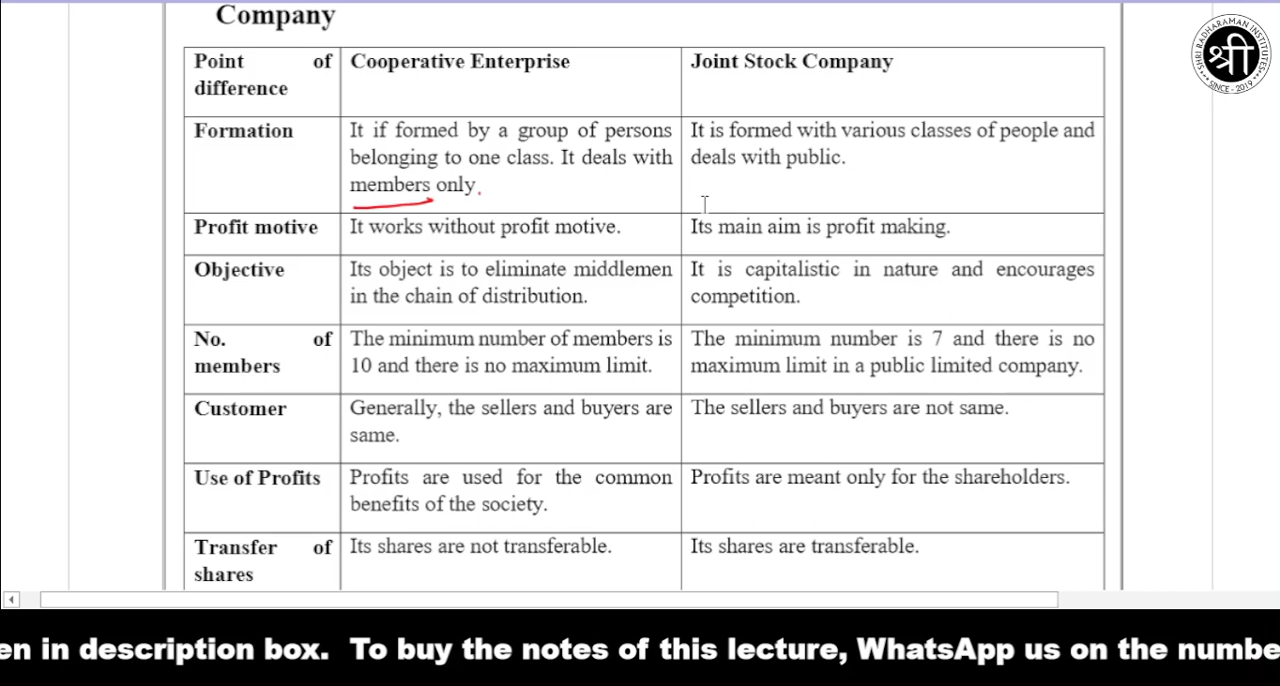 Company
SHRI RADHARAMAN INSTITUTES
श्री
SINCE - 2019
Point of difference
Cooperative Enterprise
Joint Stock Company
Formation
It if formed by a group of persons
belonging to one class. It deals with
members only.
It is formed with various classes of people and
deals with public.
Profit motive
It works without profit motive.
Its main aim is profit making.
Objective
Its object is to eliminate middlemen
in the chain of distribution.
It is capitalistic in nature and encourages
competition.
No. of
members
The minimum number of members is
10 and there is no maximum limit.
The minimum number is 7 and there is no
maximum limit in a public limited company.
Customer
Generally, the sellers and buyers are
same.
The sellers and buyers are not same.
Use of Profits
Profits are used for the common
benefits of the society.
Profits are meant only for the shareholders.
Transfer of
shares
Its shares are not transferable.
Its shares are transferable.
en in description box. To buy the notes of this lecture, WhatsApp us on the numbe